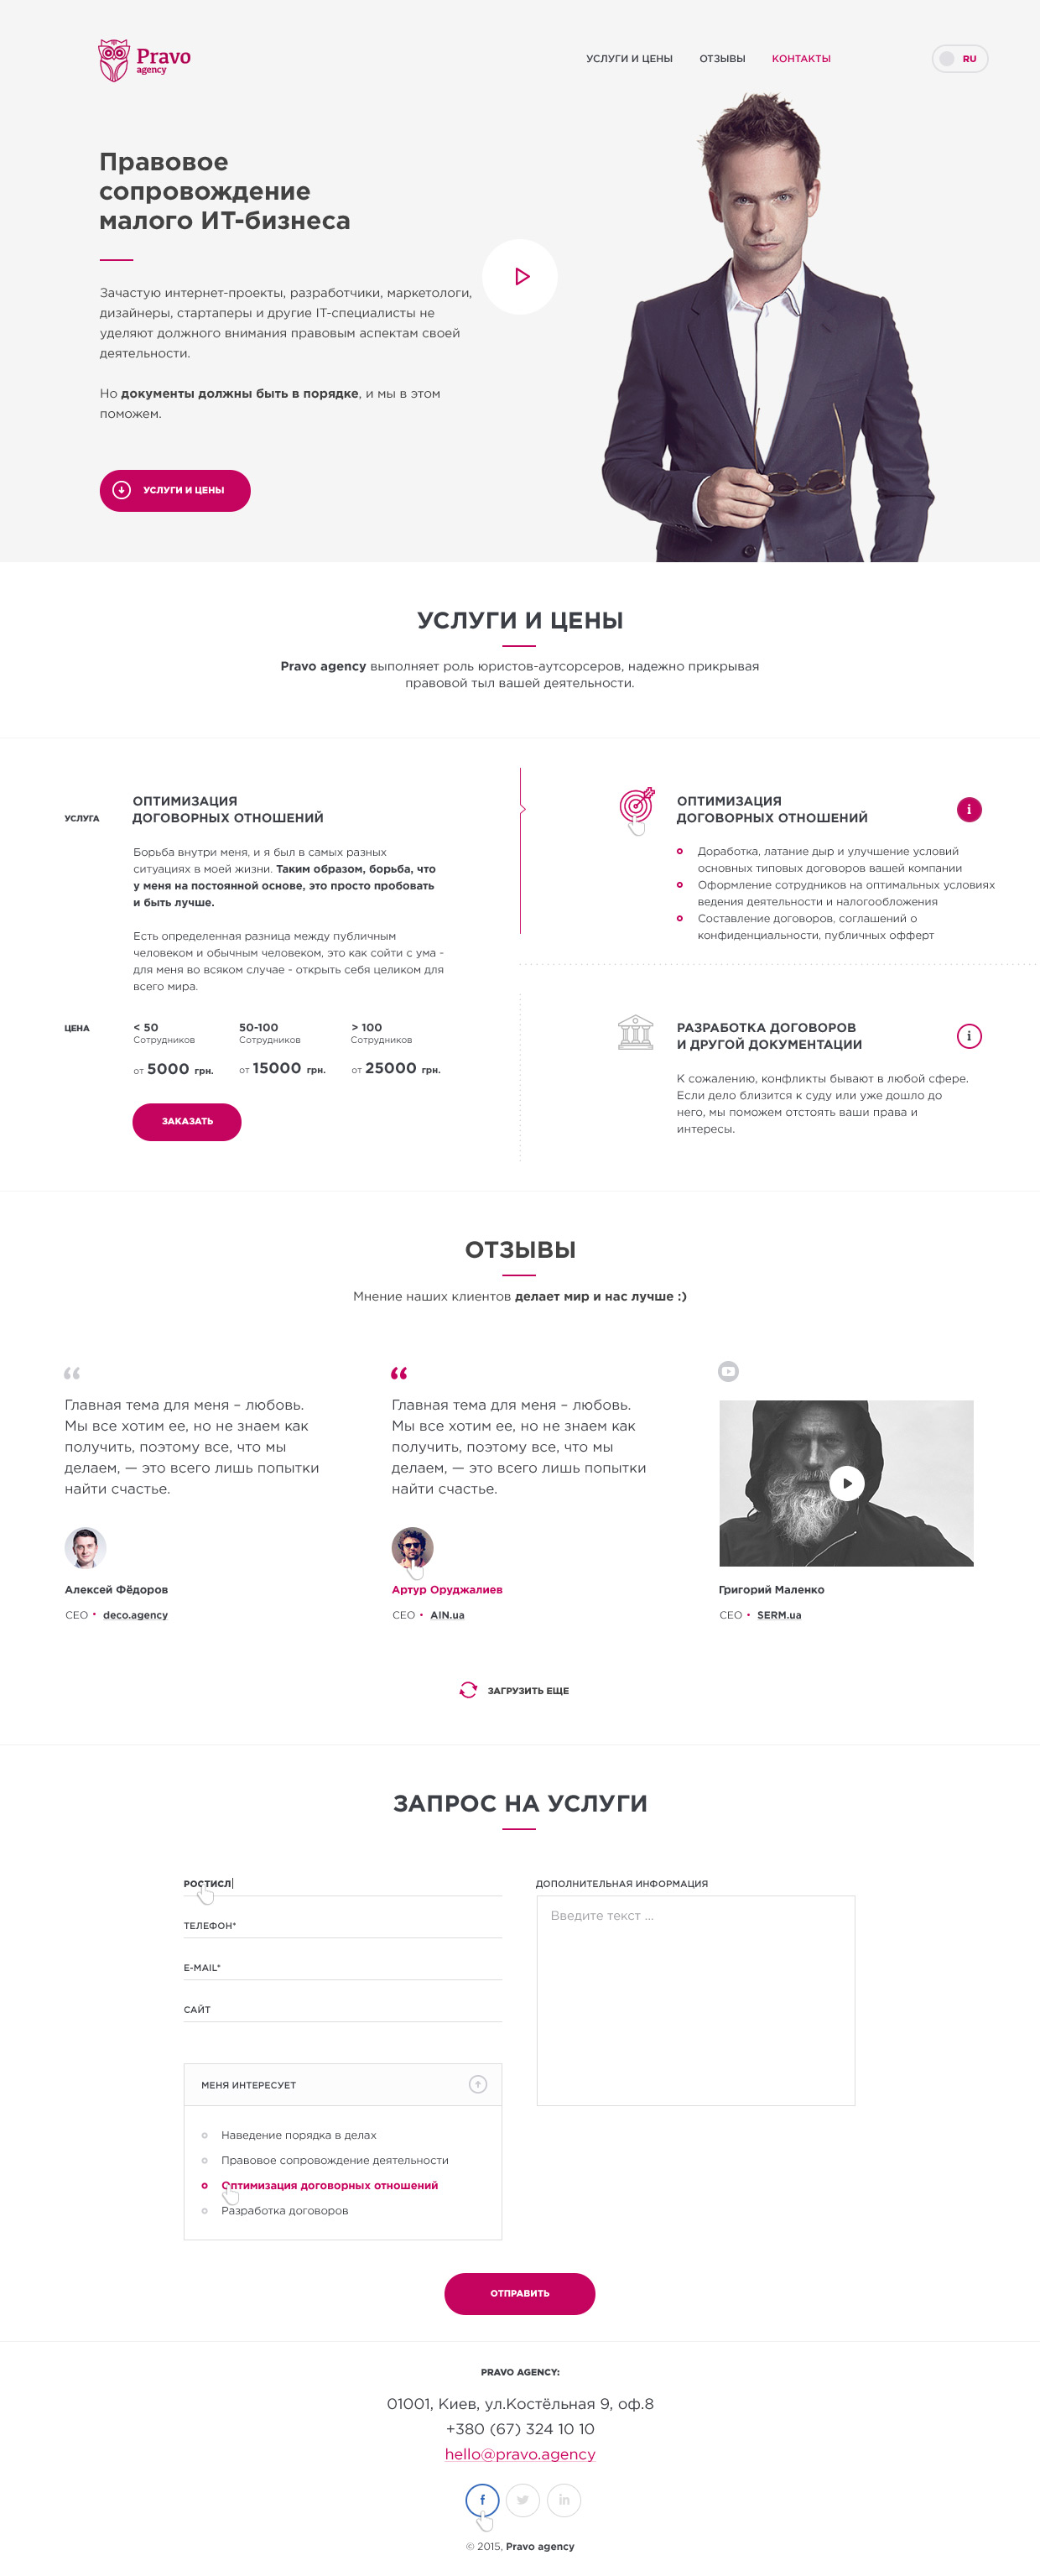 Pravo
agency
УСЛУГИ И ЦЕНЫ
ОТЗЫВЫ
КОНТАКТЫ
RU
Правовое
сопровождение
малого ИТ-бизнеса
Зачастую интернет-проекты, разработчики, маркетологи,
дизайнеры, стартаперы и другие IT-специалисты не
уделяют должного внимания правовым аспектам своей
деятельности.
Но документы должны быть в порядке, и мы в этом
поможем.
УСЛУГИ И ЦЕНЫ
УСЛУГИ И ЦЕНЫ
Pravo agency выполняет роль юристов-аутсорсеров, надежно прикрывая
правовой тыл вашей деятельности.
УСЛУГА
ОПТИМИЗАЦИЯ
ДОГОВОРНЫХ ОТНОШЕНИЙ
Борьба внутри меня, и я был в самых разных
ситуациях в моей жизни. Таким образом, борьба, что
у меня на постоянной основе, это просто пробовать
и быть лучше.
Есть определенная разница между публичным
человеком и обычным человеком, это как сойти с ума -
для меня во всяком случае - открыть себя целиком для
всего мира.
ЦЕНА
< 50
Сотрудников
от 5000 грн.
50-100
Сотрудников
от 15000 грн.
> 100
Сотрудников
от 25000 грн.
ЗАКАЗАТЬ
ОПТИМИЗАЦИЯ
ДОГОВОРНЫХ ОТНОШЕНИЙ
i
Доработка, латание дыр и улучшение условий
основных типовых договоров вашей компании
Оформление сотрудников на оптимальных условиях
ведения деятельности и налогообложения
Составление договоров, соглашений о
конфиденциальности, публичных офферт
РАЗРАБОТКА ДОГОВОРОВ
И ДРУГОЙ ДОКУМЕНТАЦИИ
i
К сожалению, конфликты бывают в любой сфере.
Если дело близится к суду или уже дошло до
него, мы поможем отстоять ваши права и
интересы.
ОТЗЫВЫ
Мнение наших клиентов делает мир и нас лучше :)
“
Главная тема для меня – любовь.
Мы все хотим ее, но не знаем как
получить, поэтому все, что мы
делаем, — это всего лишь попытки
найти счастье.
Алексей Фёдоров
CEO • deco.agency
“
Главная тема для меня – любовь.
Мы все хотим ее, но не знаем как
получить, поэтому все, что мы
делаем, — это всего лишь попытки
найти счастье.
Артур Оруджалиев
CEO • AIN.ua
Григорий Маленко
CEO • SERM.ua
ЗАГРУЗИТЬ ЕЩЕ
ЗАПРОС НА УСЛУГИ
РОСТИСЛ
ТЕЛЕФОН*
E-MAIL*
САЙТ
МЕНЯ ИНТЕРЕСУЕТ
Наведение порядка в делах
Правовое сопровождение деятельности
Оптимизация договорных отношений
Разработка договоров
ДОПОЛНИТЕЛЬНАЯ ИНФОРМАЦИЯ
Введите текст ...
ОТПРАВИТЬ
PRAVO AGENCY:
01001, Киев, ул.Костёльная 9, оф.8
+380 (67) 324 10 10
hello@pravo.agency
f
in
© 2015, Pravo agency